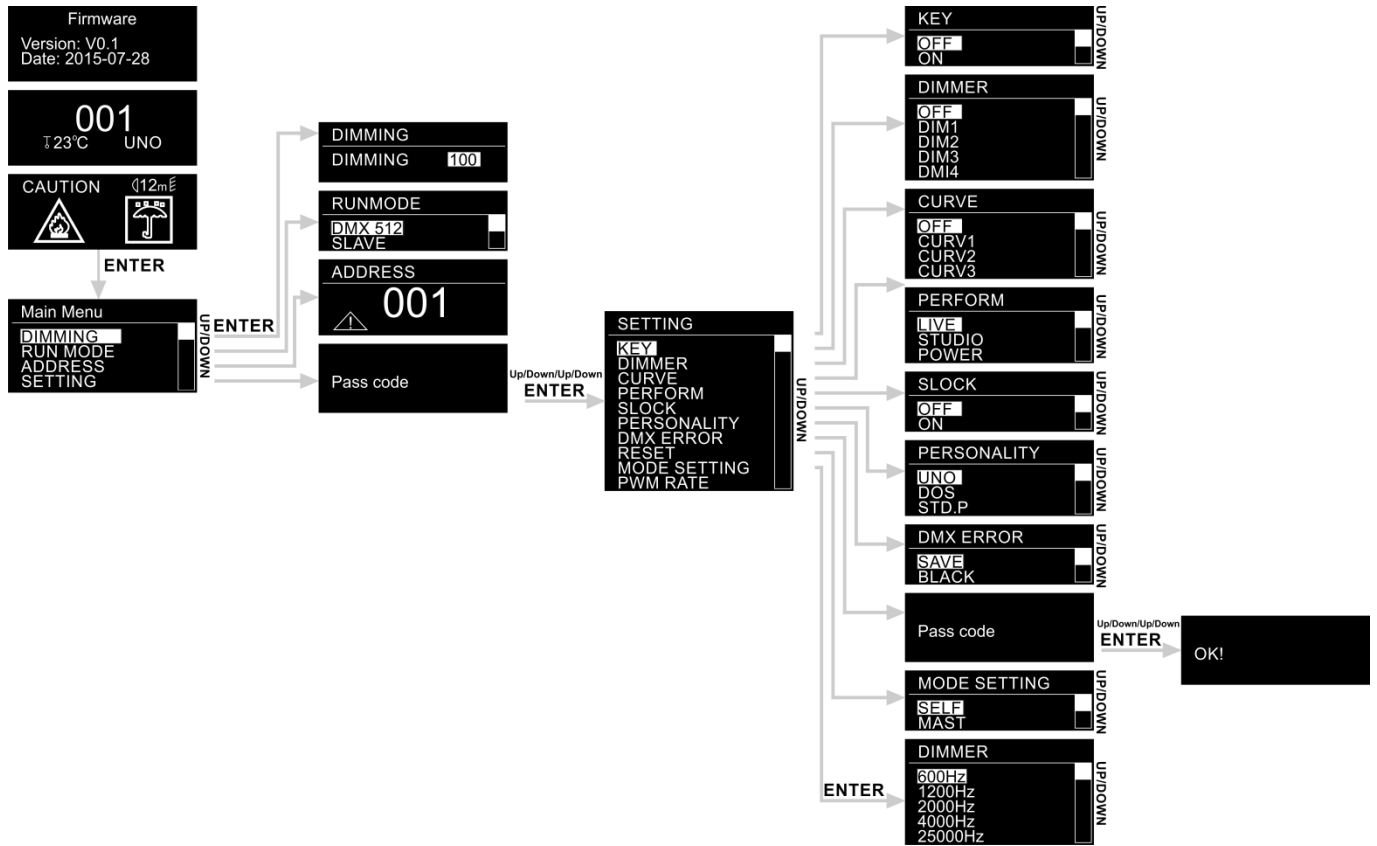 Firmware
Version: V0.1
Date: 2015-07-28
001
23℃ UNO
CAUTION 12m
ENTER
Main Menu
DIMMING
RUN MODE
ADDRESS
SETTING
UP/DOWN
ENTER
DIMMING
DIMMING 100
RUNMODE
DMX 512
SLAVE
ADDRESS
001
Pass code
Up/Down/Up/Down
ENTER
SETTING
KEY
DIMMER
CURVE
PERFORM
SLOCK
PERSONALITY
DMX ERROR
RESET
MODE SETTING
PWM RATE
UP/DOWN
ENTER
KEY
OFF
ON
UP/DOWN
DIMMER
OFF
DIM1
DIM2
DIM3
DMI4
UP/DOWN
CURVE
OFF
CURV1
CURV2
CURV3
UP/DOWN
PERFORM
LIVE
STUDIO
POWER
UP/DOWN
SLOCK
OFF
ON
UP/DOWN
PERSONALITY
UNO
DOS
STD.P
UP/DOWN
DMX ERROR
SAVE
BLACK
UP/DOWN
Pass code
Up/Down/Up/Down
ENTER
OK!
MODE SETTING
SELF
MAST
UP/DOWN
DIMMER
600Hz
1200Hz
2000Hz
4000Hz
25000Hz
UP/DOWN